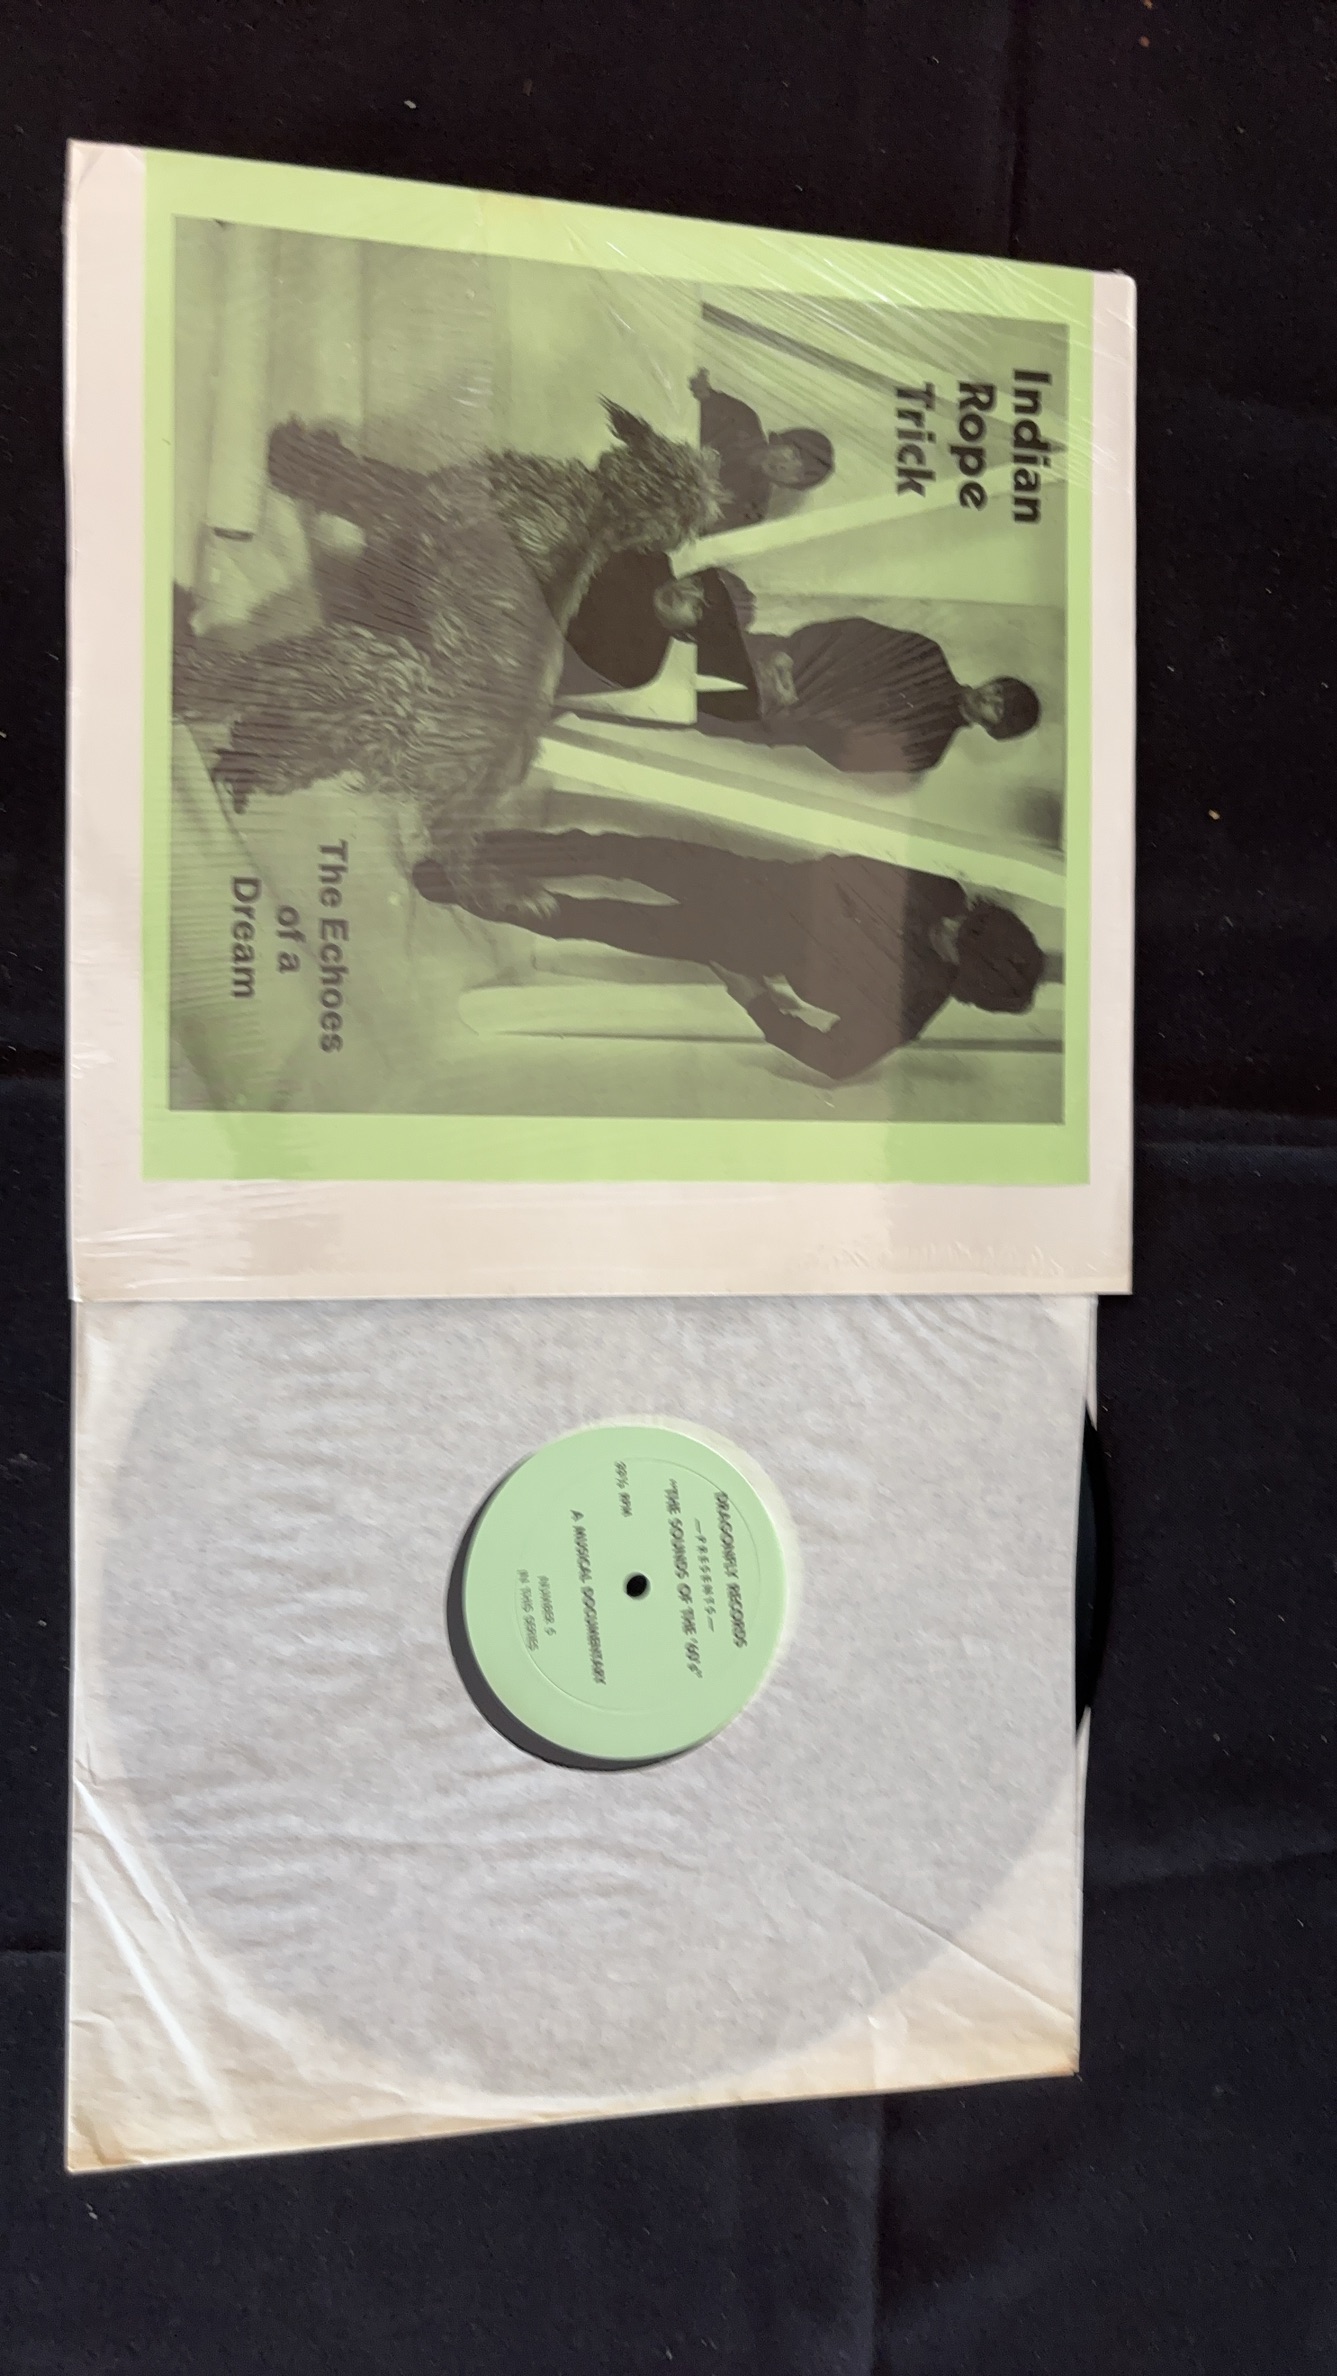 Indian
Rope
Trick
The Echoes
of a
Dream
DRAGONFLY RECORDS
—PRESENTS—
"THE SOUNDS OF THE '60'S"
33⅓ RPM
A MUSICAL DOCUMENTARY
NUMBER 5
IN THIS SERIES